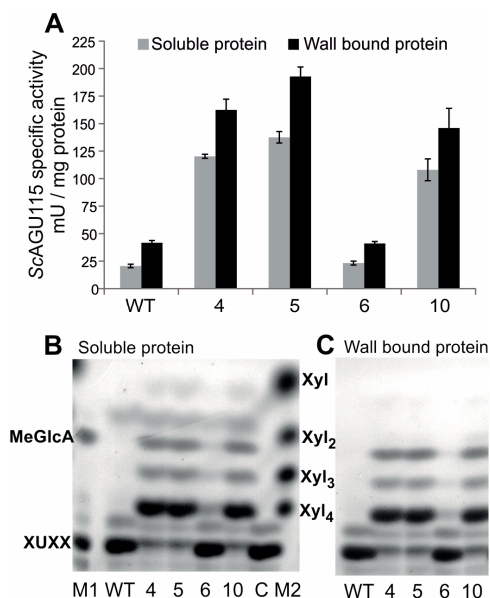 A
Soluble protein
Wall bound protein
ScAGU115 specific activity
mU / mg protein
225
200
175
150
125
100
75
50
25
0
WT 4 5 6 10
B Soluble protein
C Wall bound protein
Xyl
MeGlcA
Xyl2
Xyl3
Xyl4
XUXX
M1 WT 4 5 6 10 C M2
WT 4 5 6 10